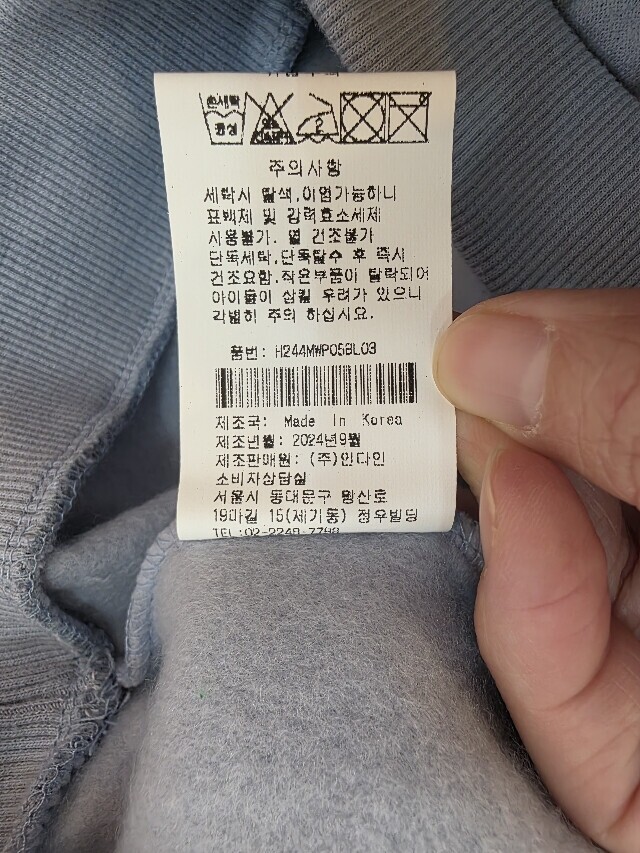 손세탁
중성
주의사항
세탁시 탈색,이염가능하니
표백제 및 강력효소세제
사용불가. 열 건조불가
단독세탁,단독탈수 후 즉시
건조요함.작은부품이 탈락되어
아이들이 삼킬 우려가 있으니
각별히 주의 하십시요.
품번: H244MWP05BL03
제조국: Made In Korea
제조년월: 2024년9월
제조판매원: (주)인다인
소비자상담실
서울시 동대문구 왕산로
19마길 15(제기동) 정우빌딩
TEL:02-2249-7798